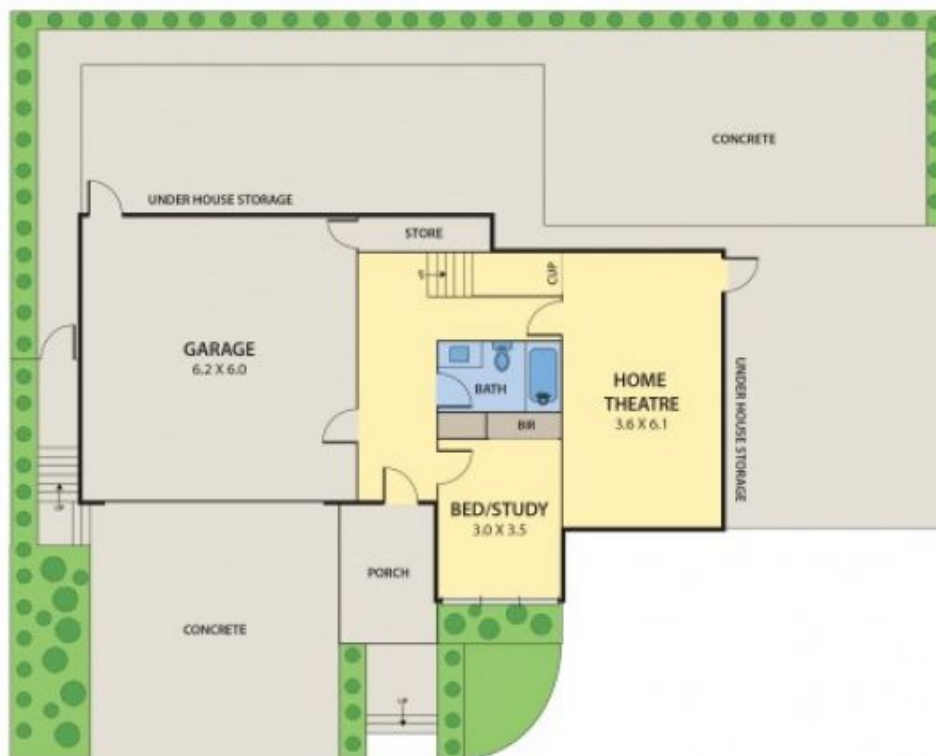 CONCRETE
UNDER HOUSE STORAGE
STORE
CUP
GARAGE
6.2 X 6.0
BATH
HOME
THEATRE
3.6 X 6.1
UNDER HOUSE STORAGE
BIR
BED/STUDY
3.0 X 3.5
PORCH
CONCRETE
UP